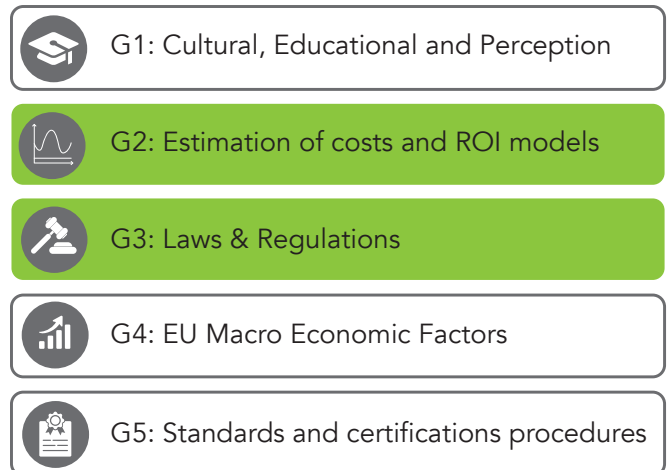 G1: Cultural, Educational and Perception
G2: Estimation of costs and ROI models
G3: Laws & Regulations
G4: EU Macro Economic Factors
G5: Standards and certifications procedures